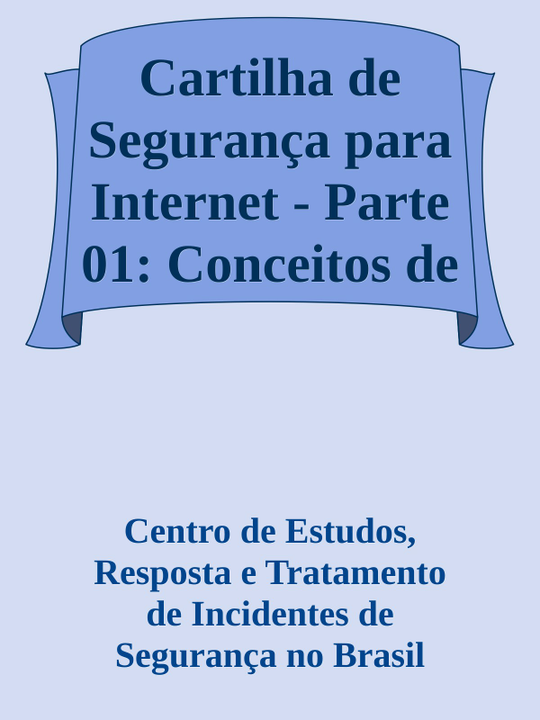 Cartilha de
Segurança para
Internet - Parte
01: Conceitos de
Centro de Estudos,
Resposta e Tratamento
de Incidentes de
Segurança no Brasil